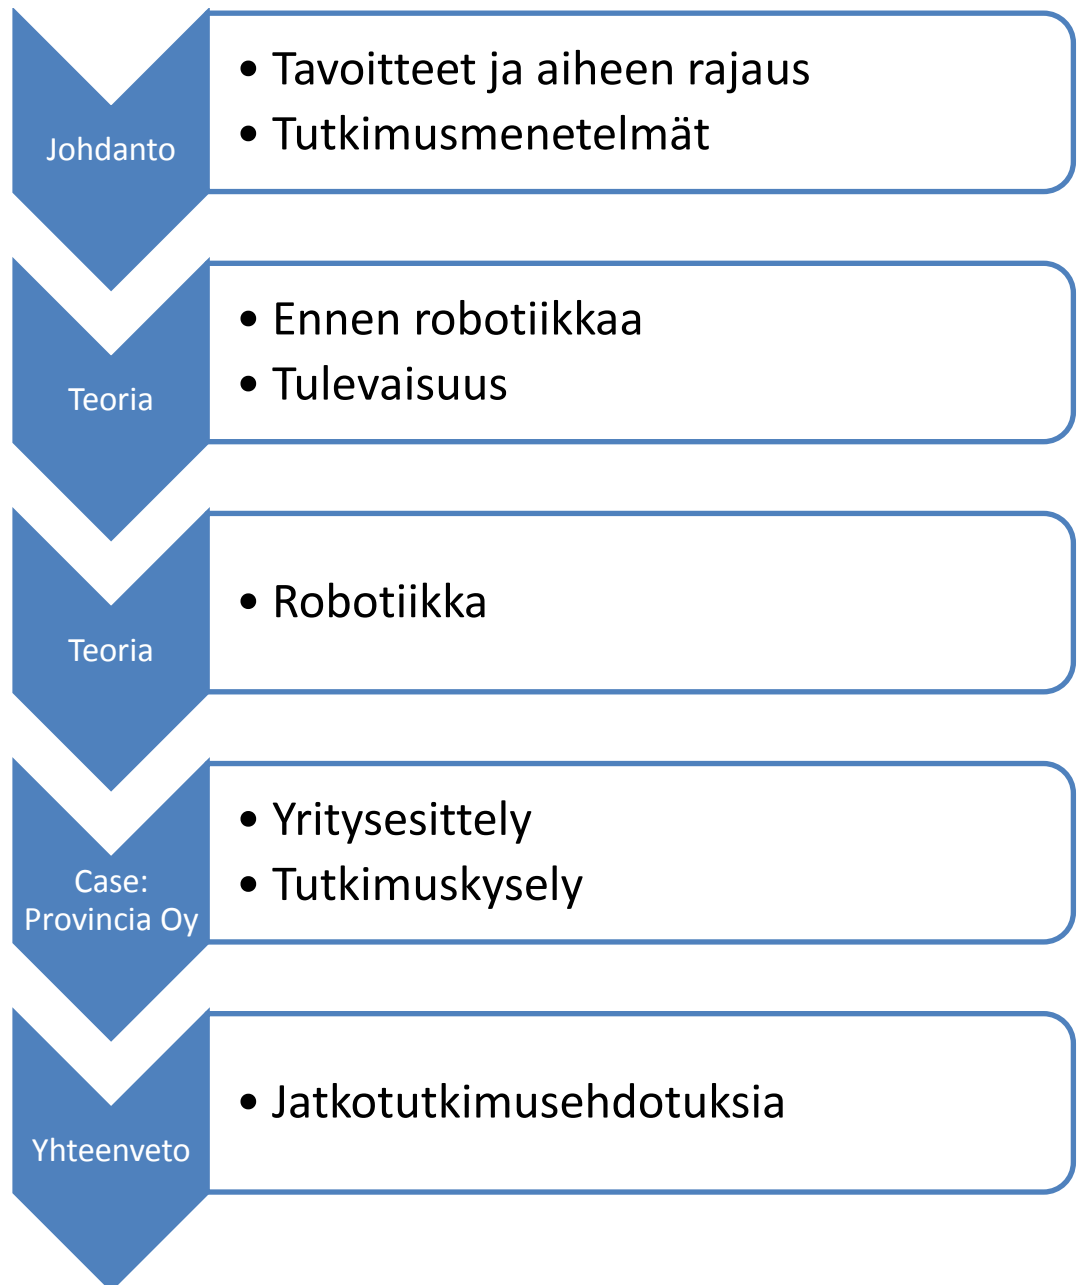 Johdanto
• Tavoitteet ja aiheen rajaus
• Tutkimusmenetelmät
Teoria
• Ennen robotiikkaa
• Tulevaisuus
Teoria
• Robotiikka
Case:
Provincia Oy
• Yritysesittely
• Tutkimuskysely
Yhteenveto
• Jatkotutkimusehdotuksia